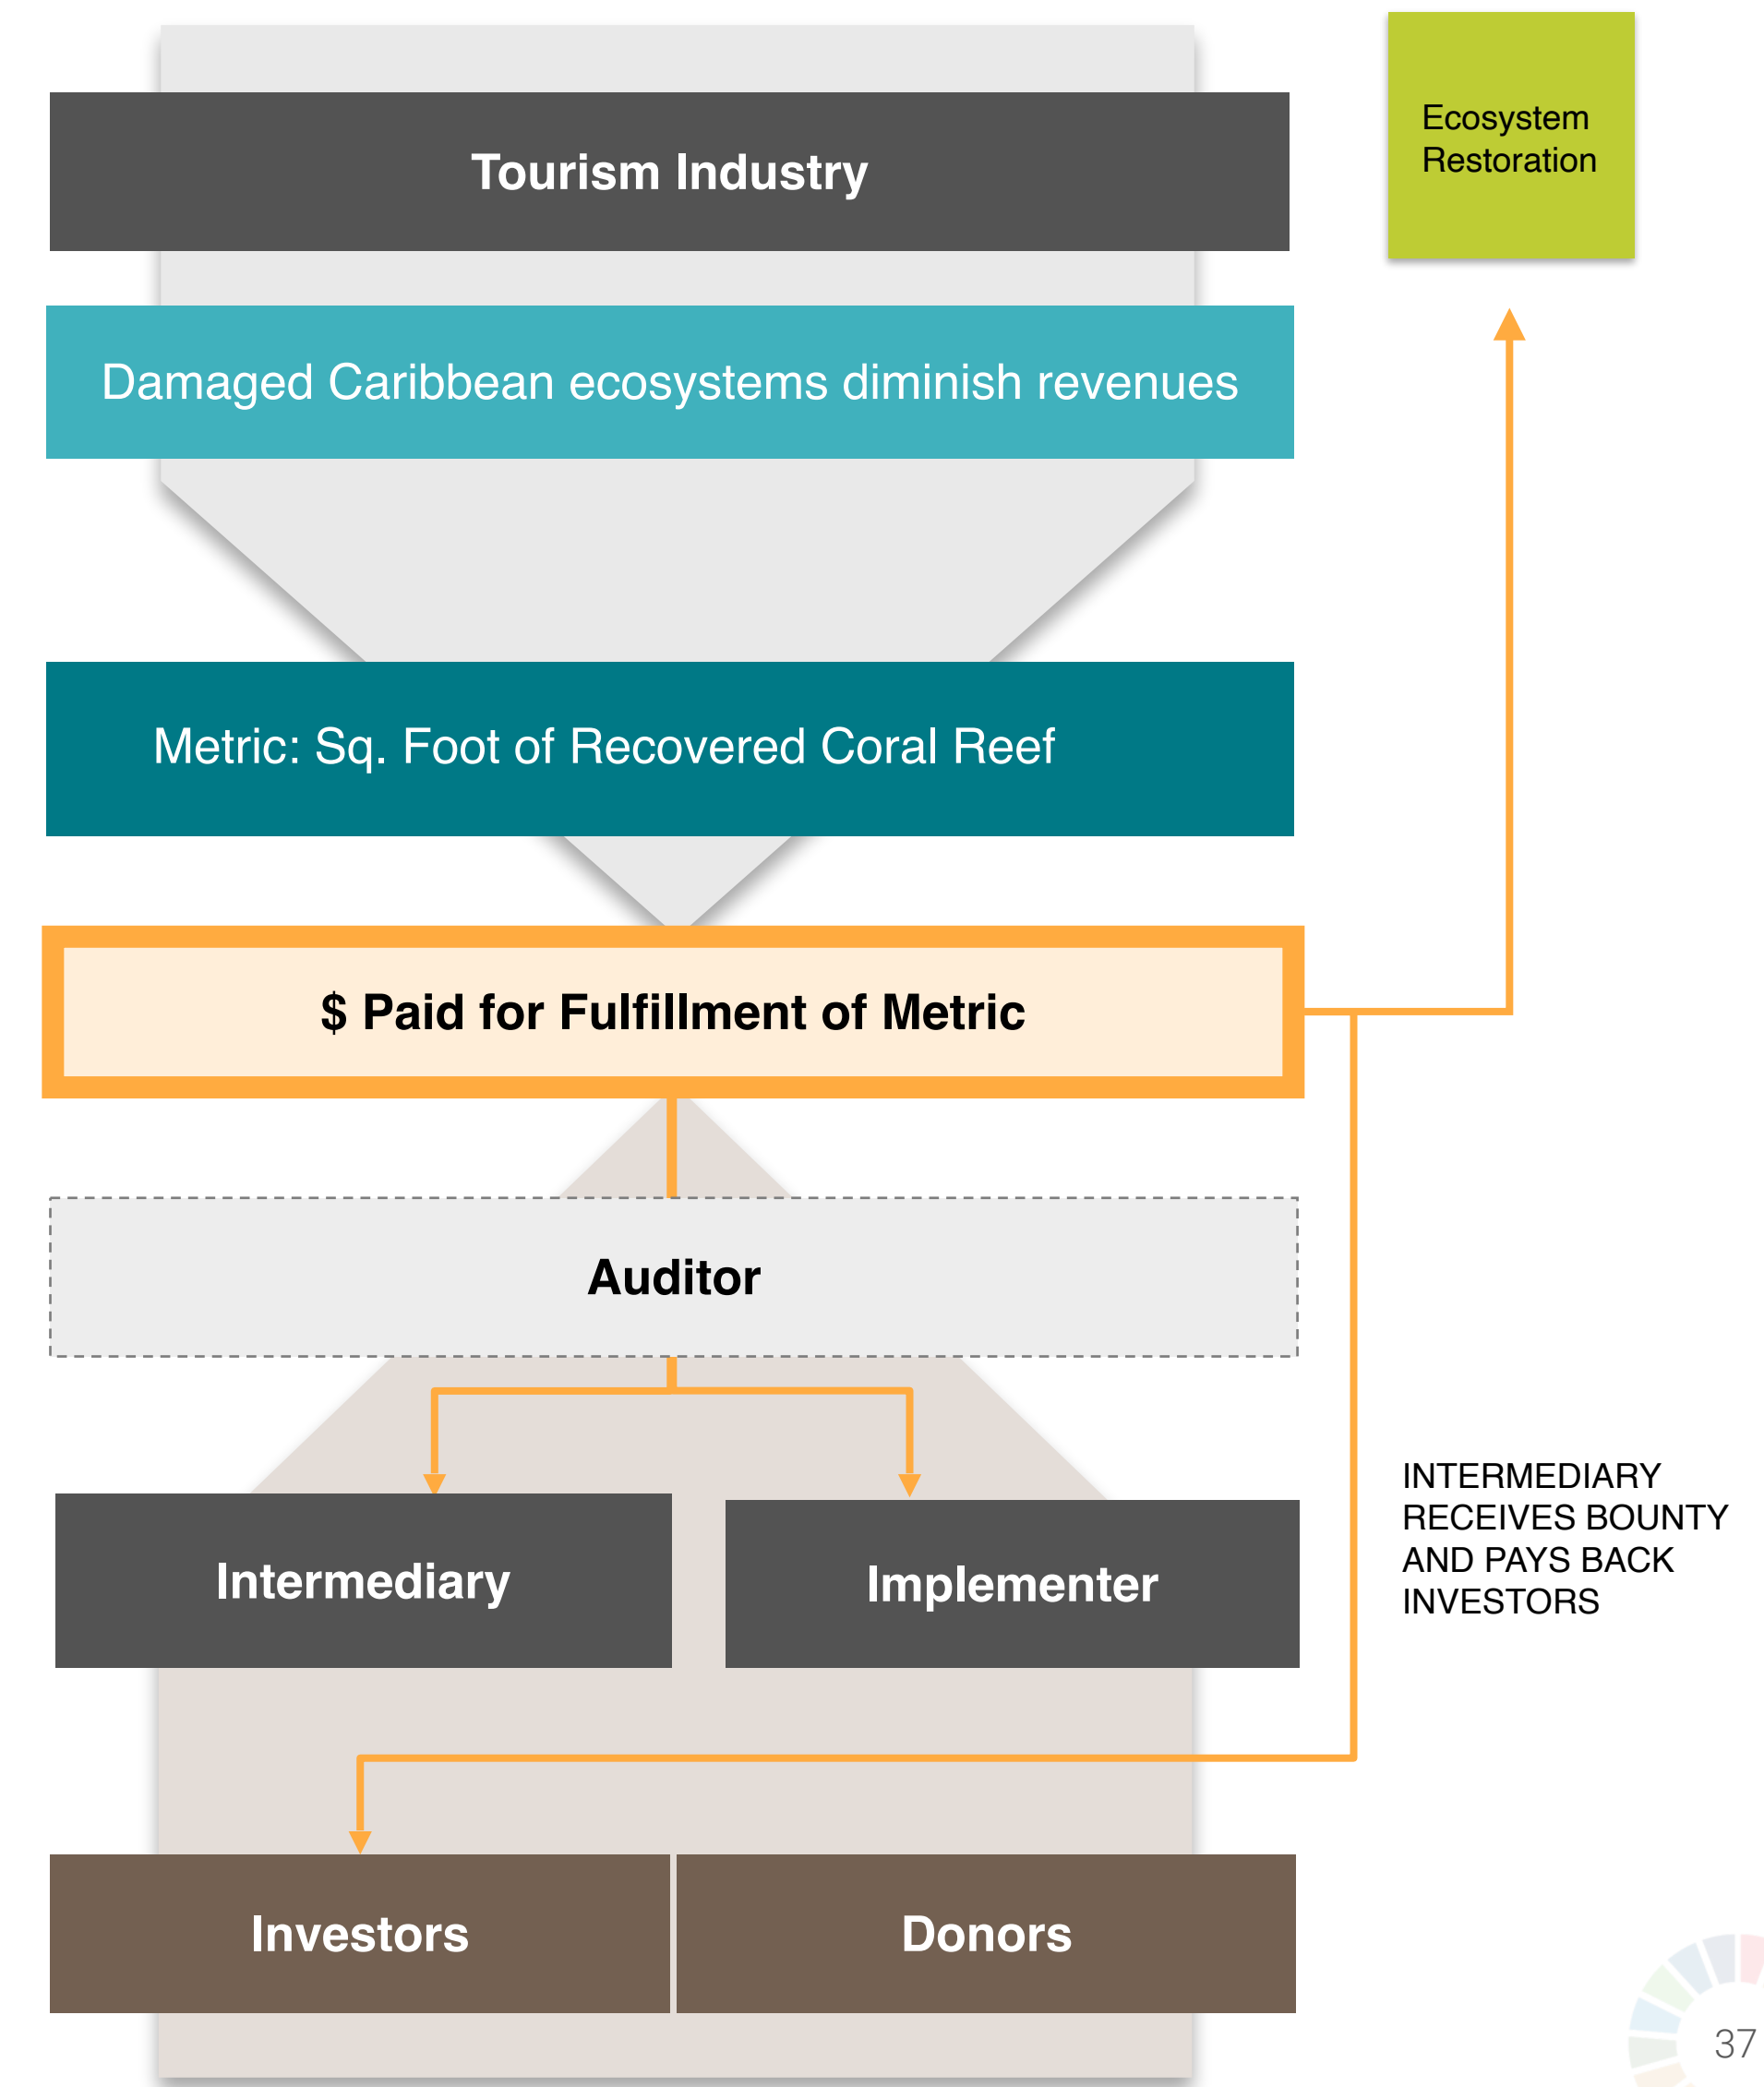 Tourism Industry
Ecosystem
Restoration
Damaged Caribbean ecosystems diminish revenues
Metric: Sq. Foot of Recovered Coral Reef
$ Paid for Fulfillment of Metric
Auditor
Intermediary
Implementer
INTERMEDIARY
RECEIVES BOUNTY
AND PAYS BACK
INVESTORS
Investors
Donors
37